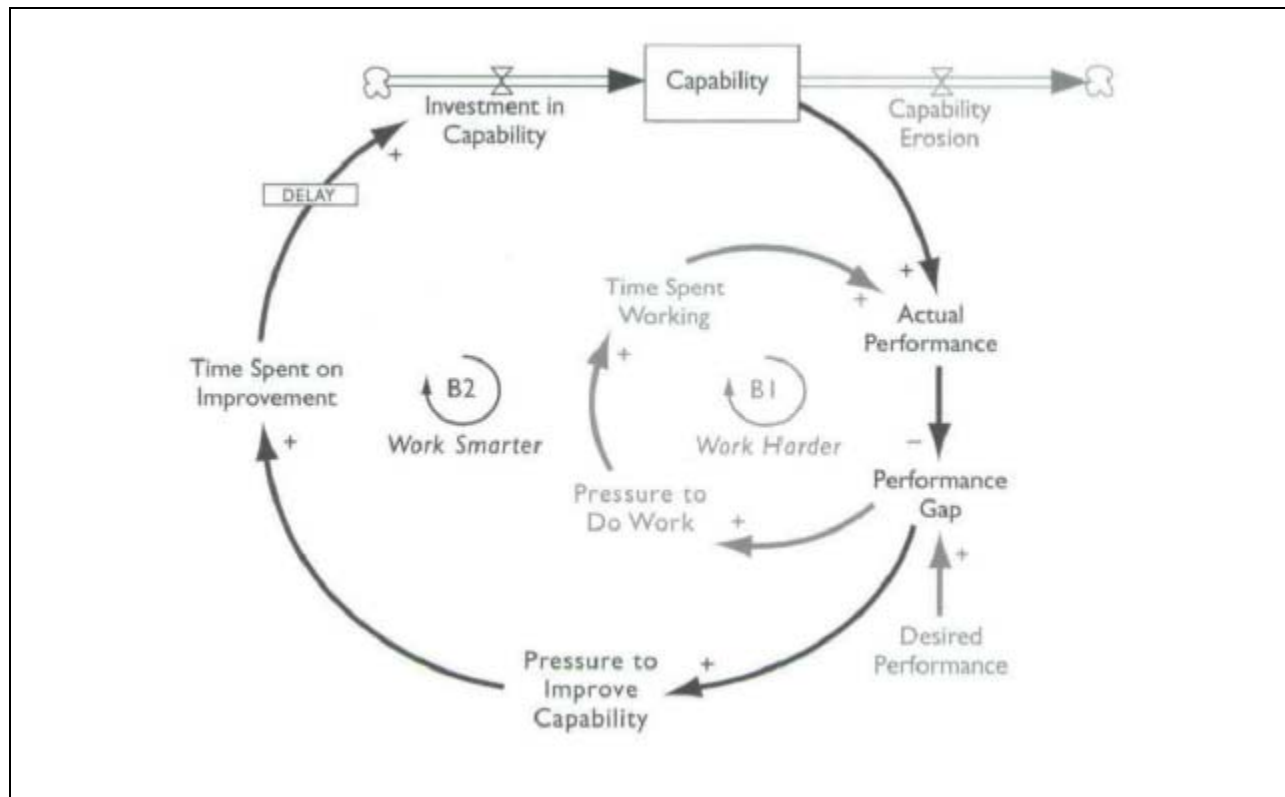 Capability
Investment in
Capability
Capability
Erosion
+
DELAY
Time Spent
Working
+
+
Actual
Performance
+
Time Spent on
Improvement
+
B2
Work Smarter
B1
Work Harder
+
−
Performance
Gap
Pressure to
Do Work
+
+
Desired
Performance
Pressure to
Improve
Capability
+